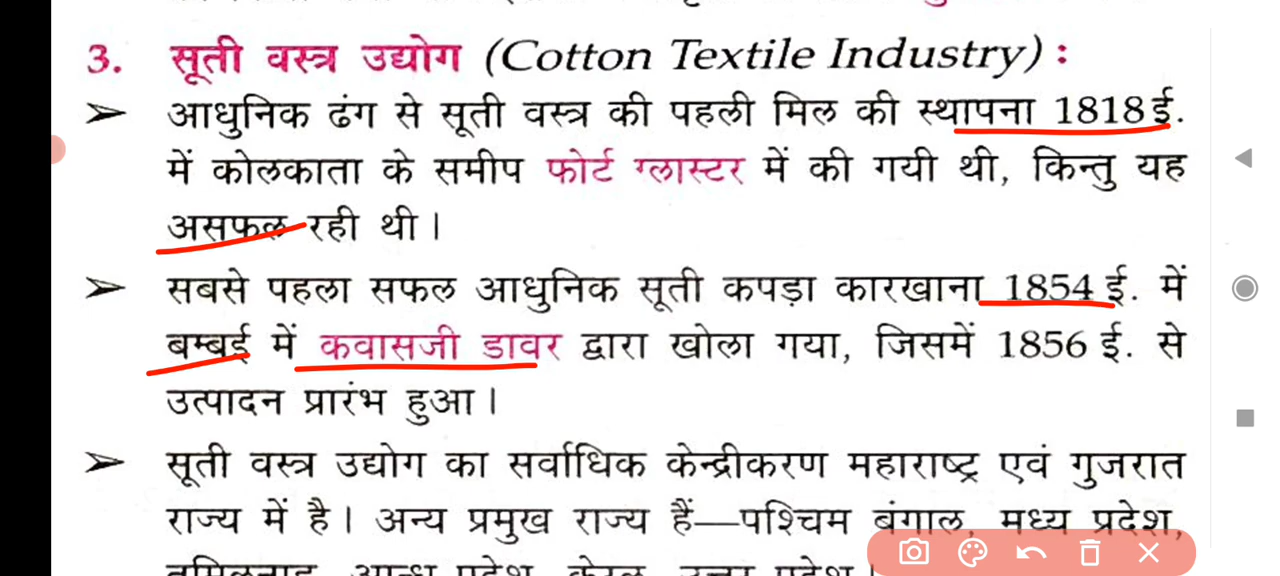 3. सूती वस्त्र उद्योग (Cotton Textile Industry) :
➢ आधुनिक ढंग से सूती वस्त्र की पहली मिल की स्थापना 1818 ई.
में कोलकाता के समीप फोर्ट ग्लास्टर में की गयी थी, किन्तु यह
असफल रही थी।
➢ सबसे पहला सफल आधुनिक सूती कपड़ा कारखाना 1854 ई. में
बम्बई में कवासजी डावर द्वारा खोला गया, जिसमें 1856 ई. से
उत्पादन प्रारंभ हुआ।
➢ सूती वस्त्र उद्योग का सर्वाधिक केन्द्रीकरण महाराष्ट्र एवं गुजरात
राज्य में है। अन्य प्रमुख राज्य हैं—पश्चिम बंगाल, मध्य प्रदेश,